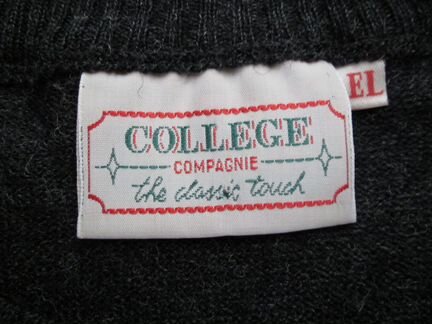 COLLEGE
COMPAGNIE
the classic touch
EL